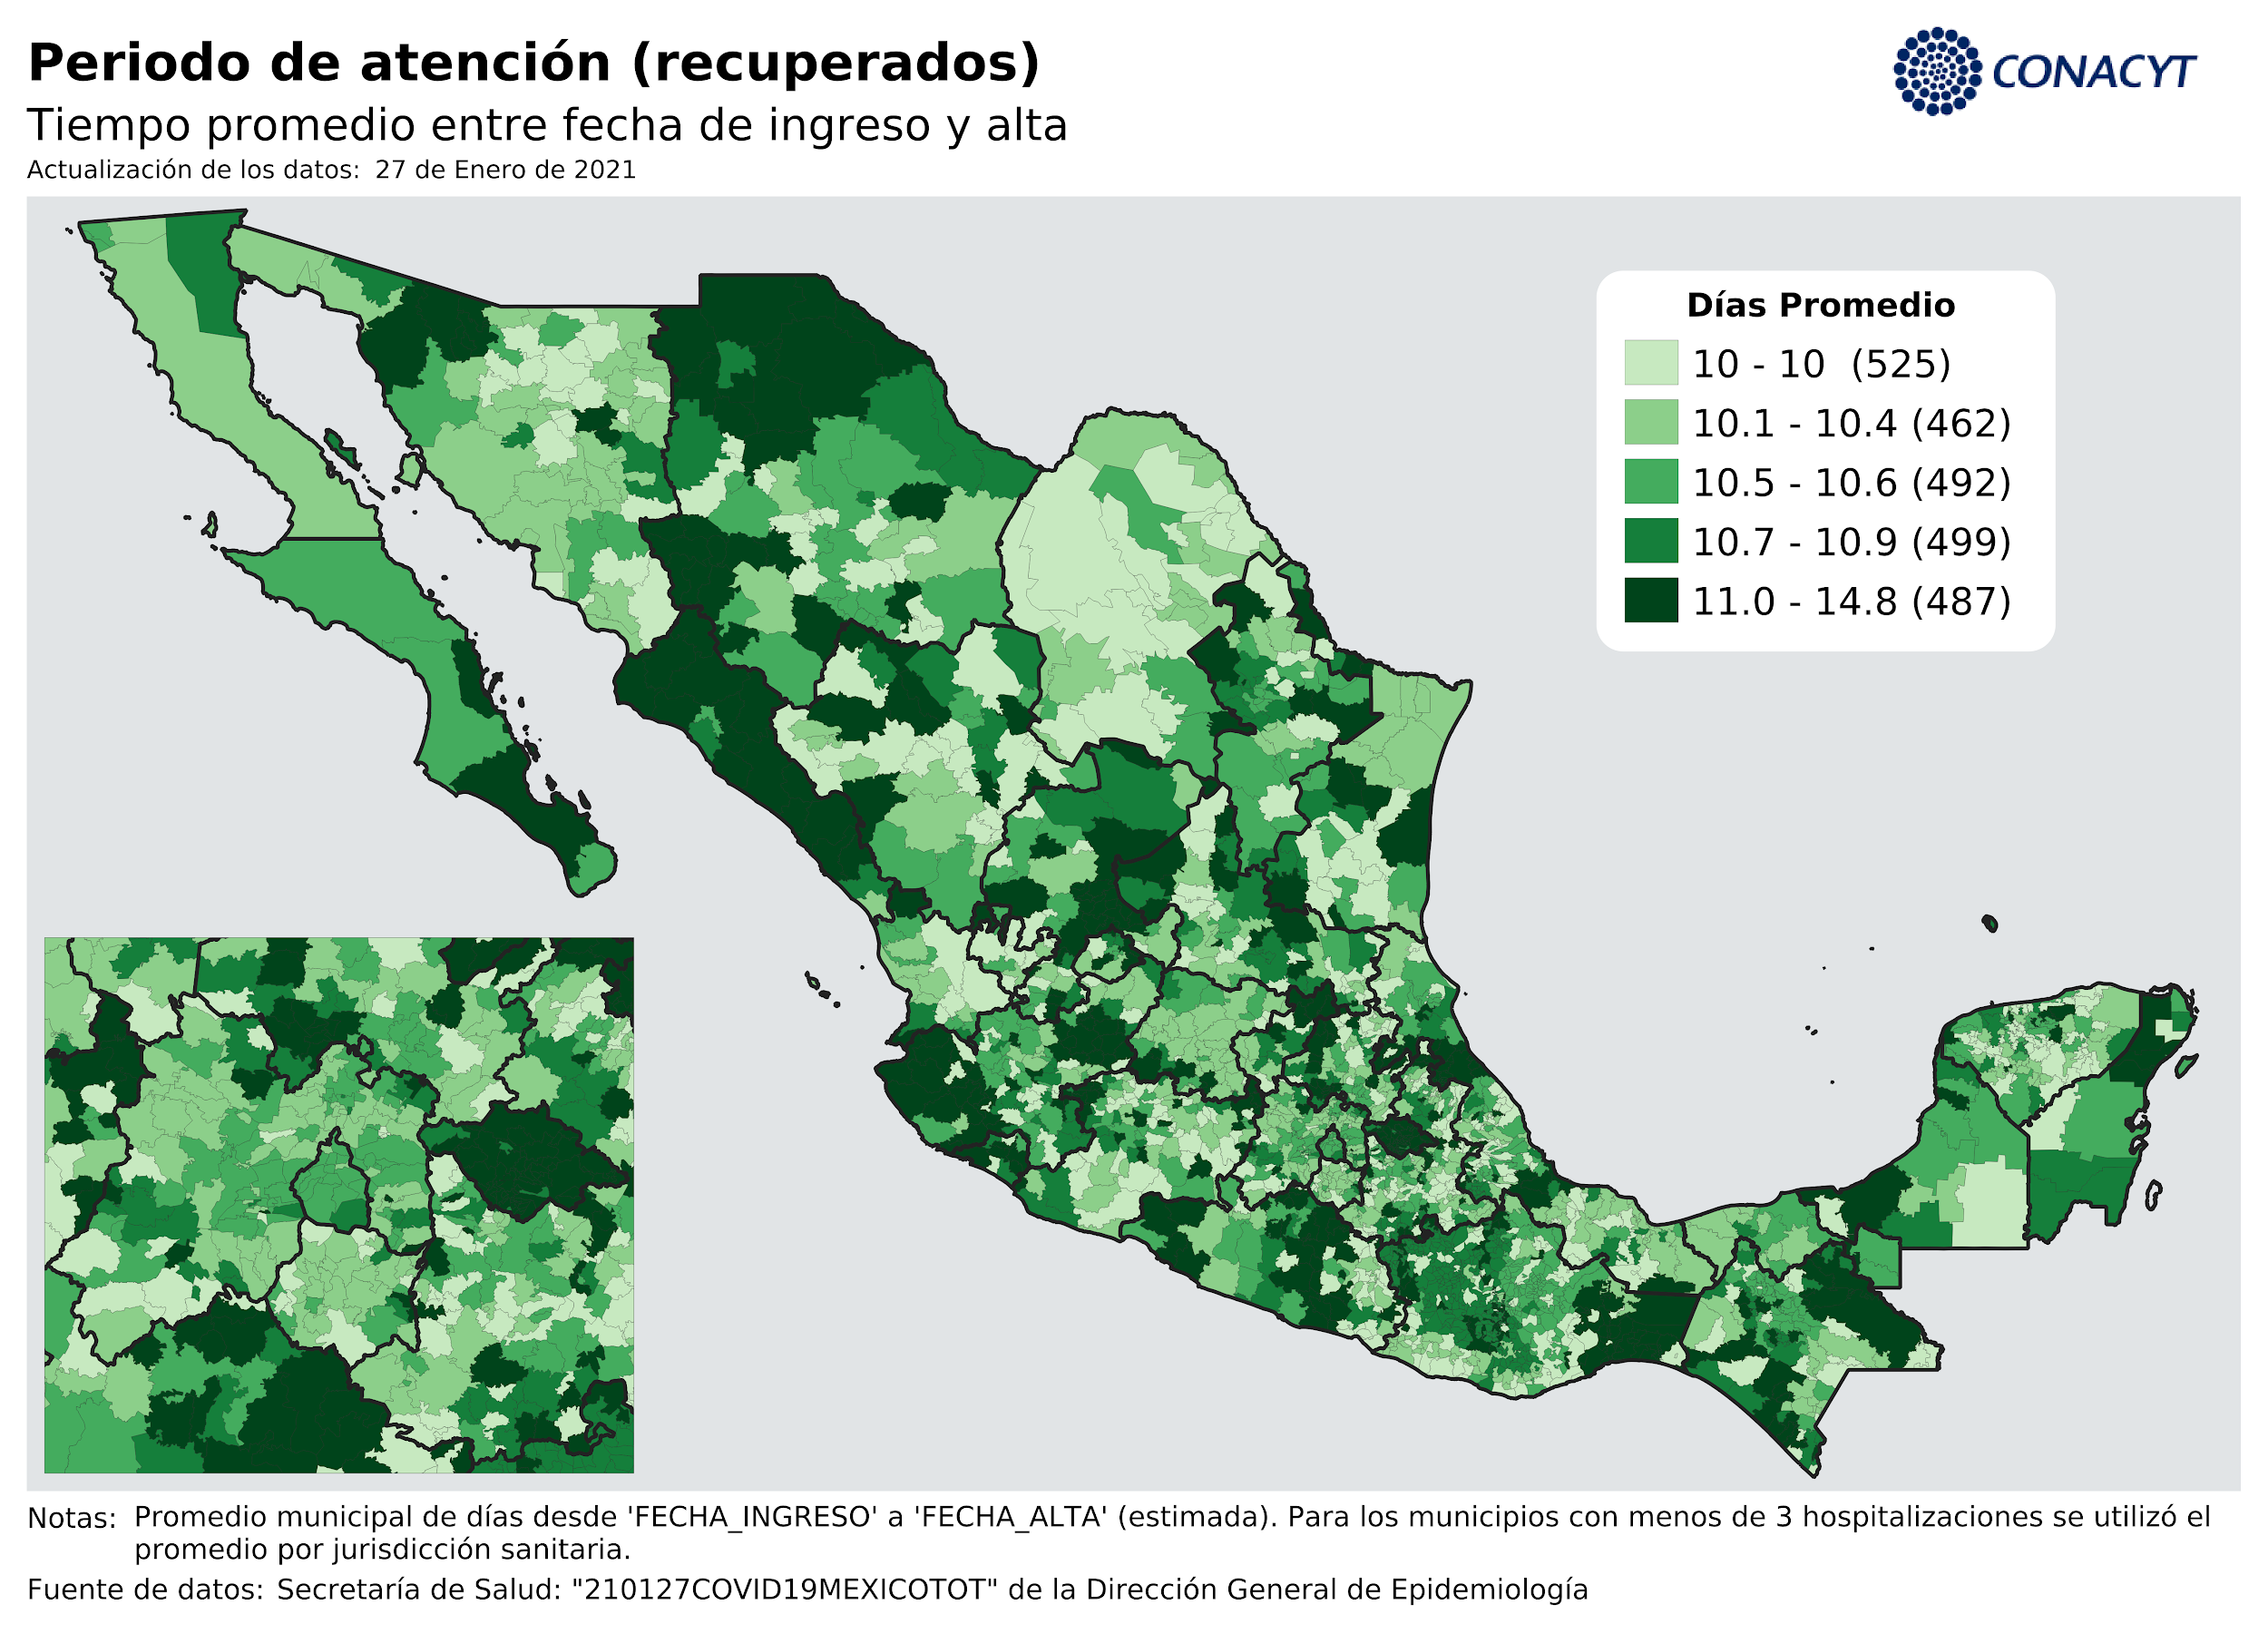 Periodo de atención (recuperados)
Tiempo promedio entre fecha de ingreso y alta
Actualización de los datos: 27 de Enero de 2021
CONACYT
Días Promedio
10 - 10 (525)
10.1 - 10.4 (462)
10.5 - 10.6 (492)
10.7 - 10.9 (499)
11.0 - 14.8 (487)
Notas: Promedio municipal de días desde 'FECHA_INGRESO' a 'FECHA_ALTA' (estimada). Para los municipios con menos de 3 hospitalizaciones se utilizó el
promedio por jurisdicción sanitaria.
Fuente de datos: Secretaría de Salud: "210127COVID19MEXICOTOT" de la Dirección General de Epidemiología